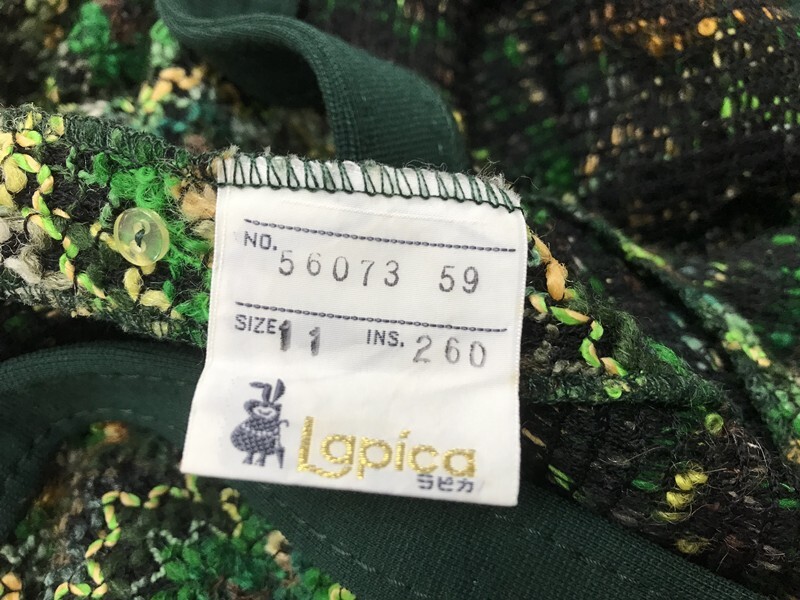 NO. 56073 59
SIZE 11 INS. 260
Lapica
ラピカ